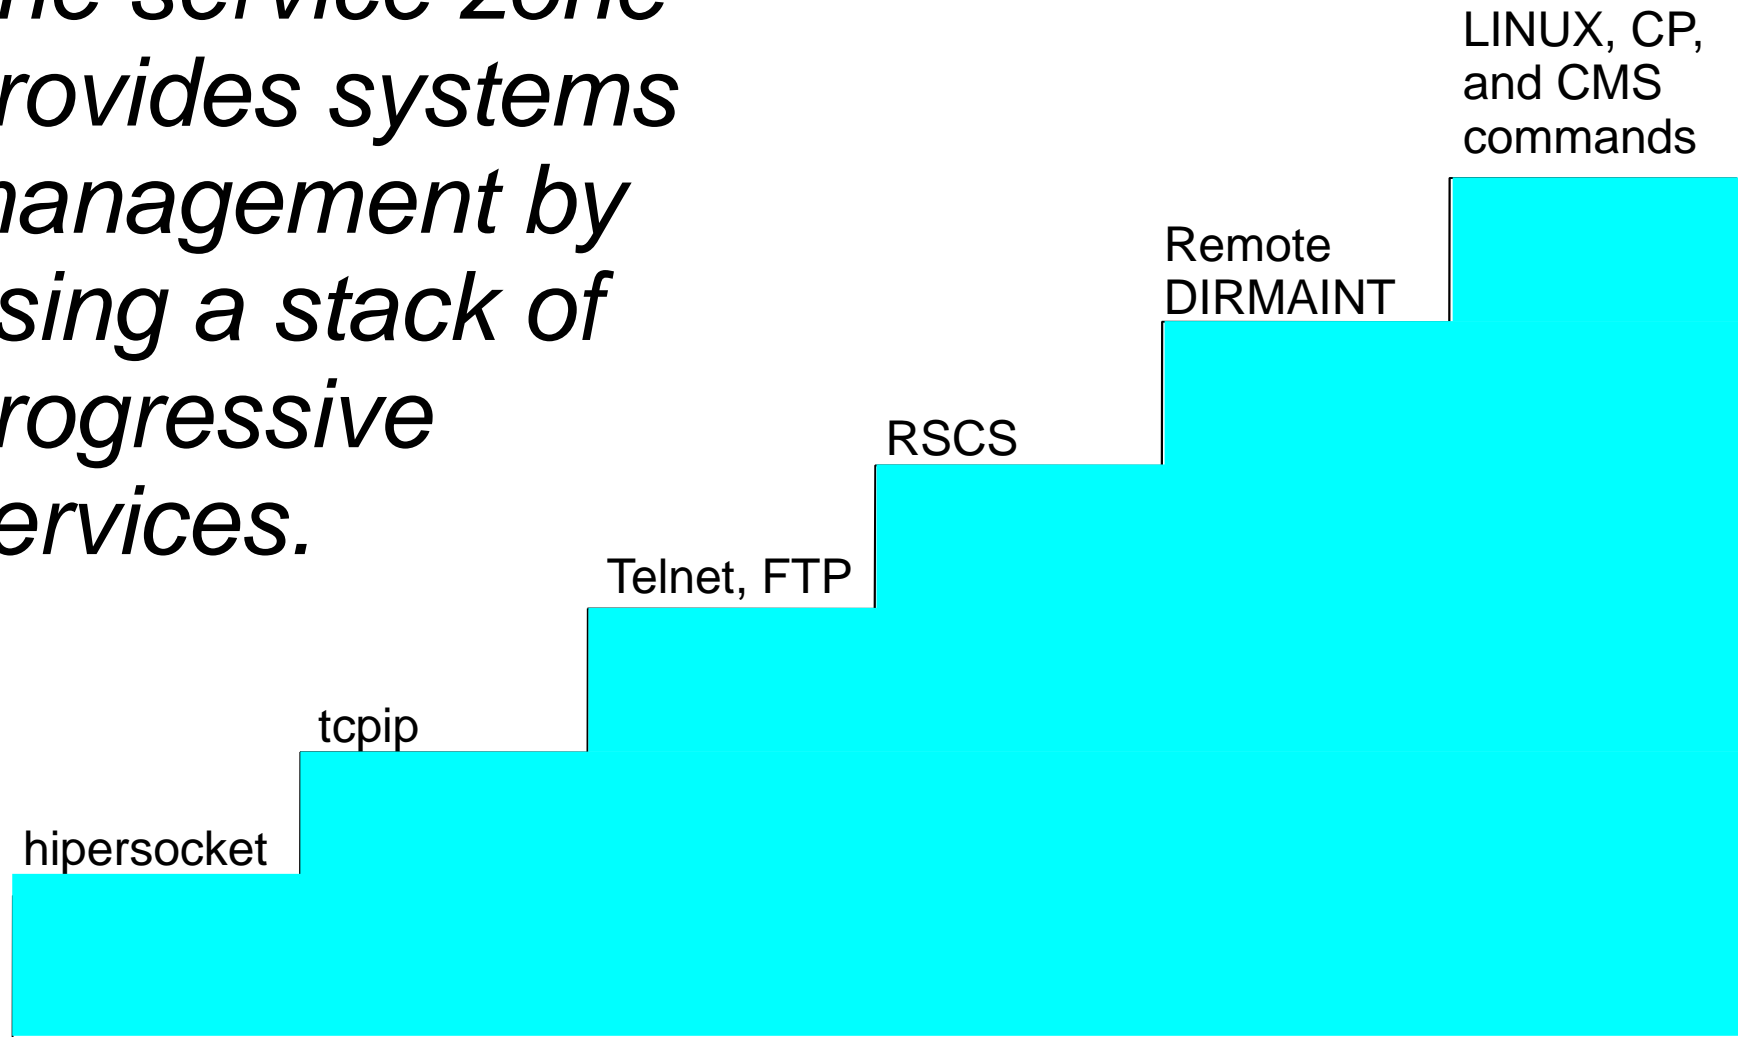 he service zone
rovides systems
anagement by
sing a stack of
rogressive
ervices.
LINUX, CP,
and CMS
commands
Remote
DIRMAINT
RSCS
Telnet, FTP
tcpip
hipersocket